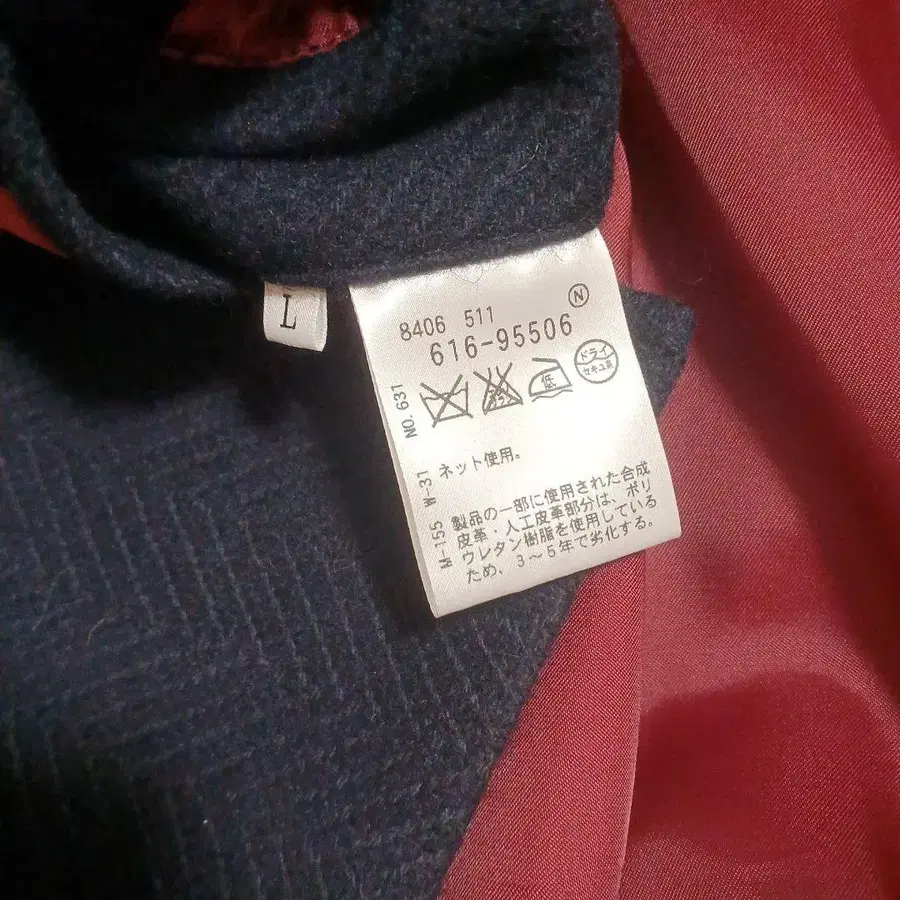 L
8406 511 Ⓝ
616-95506
低
ドライ
セキユ系
NO.631
ネット使用。
M-155 W-31
製品の一部に使用された合成
皮革・人工皮革部分は、ポリ
ウレタン樹脂を使用している
ため、3〜5年で劣化する。